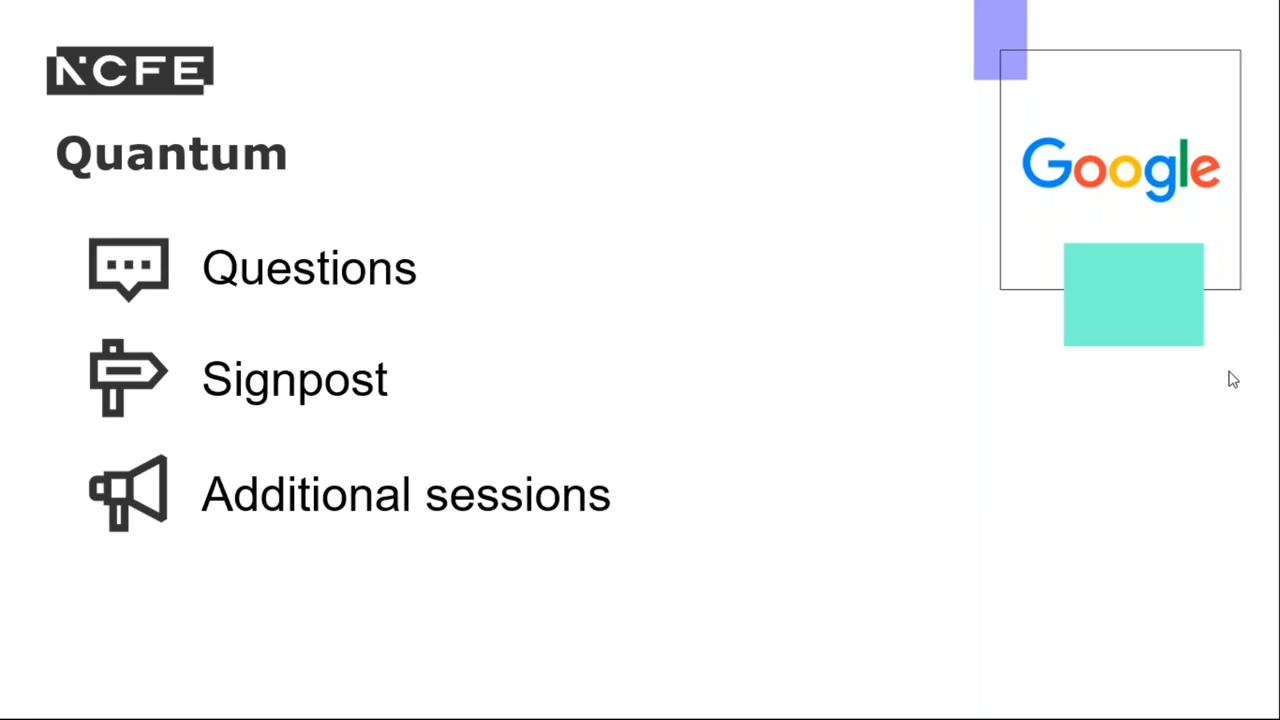 NCFE
Quantum
Google
Questions
Signpost
Additional sessions